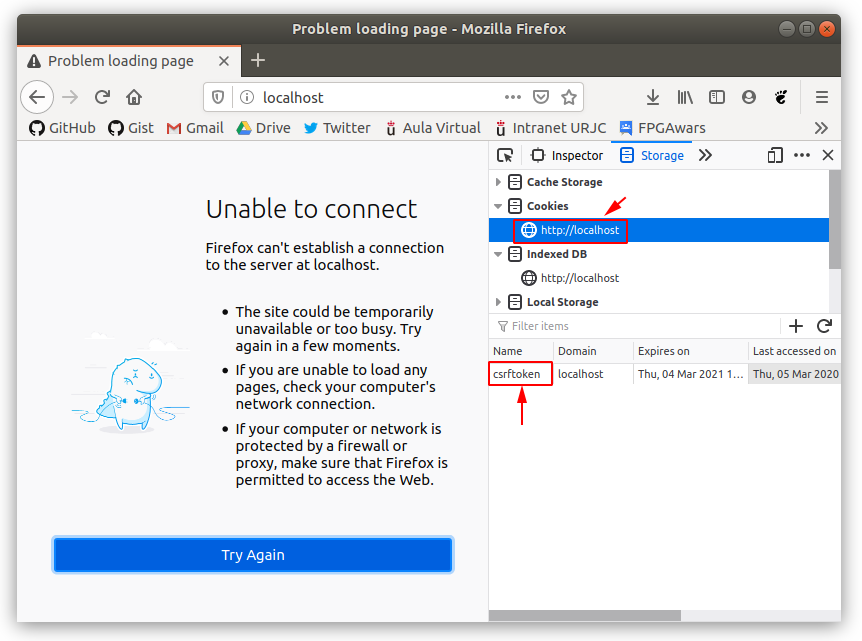 Problem loading page - Mozilla Firefox
Problem loading page
localhost
GitHub Gist Gmail Drive Twitter Aula Virtual Intranet URJC FPGAwars
Unable to connect
Firefox can't establish a connection
to the server at localhost.
The site could be temporarily
unavailable or too busy. Try
again in a few moments.
If you are unable to load any
pages, check your computer's
network connection.
If your computer or network is
protected by a firewall or
proxy, make sure that Firefox is
permitted to access the Web.
Try Again
Inspector Storage
Cache Storage
Cookies
http://localhost
Indexed DB
http://localhost
Local Storage
Filter items
Name Domain Expires on Last accessed on
csrftoken localhost Thu, 04 Mar 2021 1... Thu, 05 Mar 2020